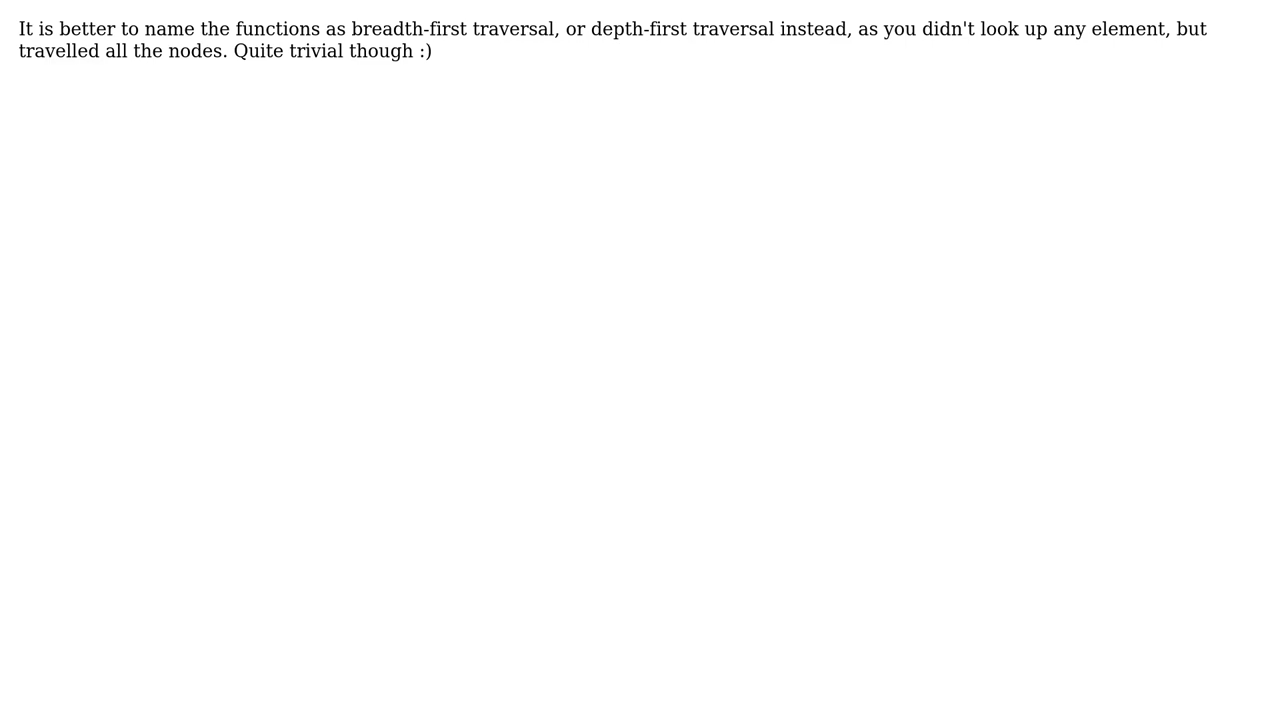 It is better to name the functions as breadth-first traversal, or depth-first traversal instead, as you didn't look up any element, but
travelled all the nodes. Quite trivial though :)